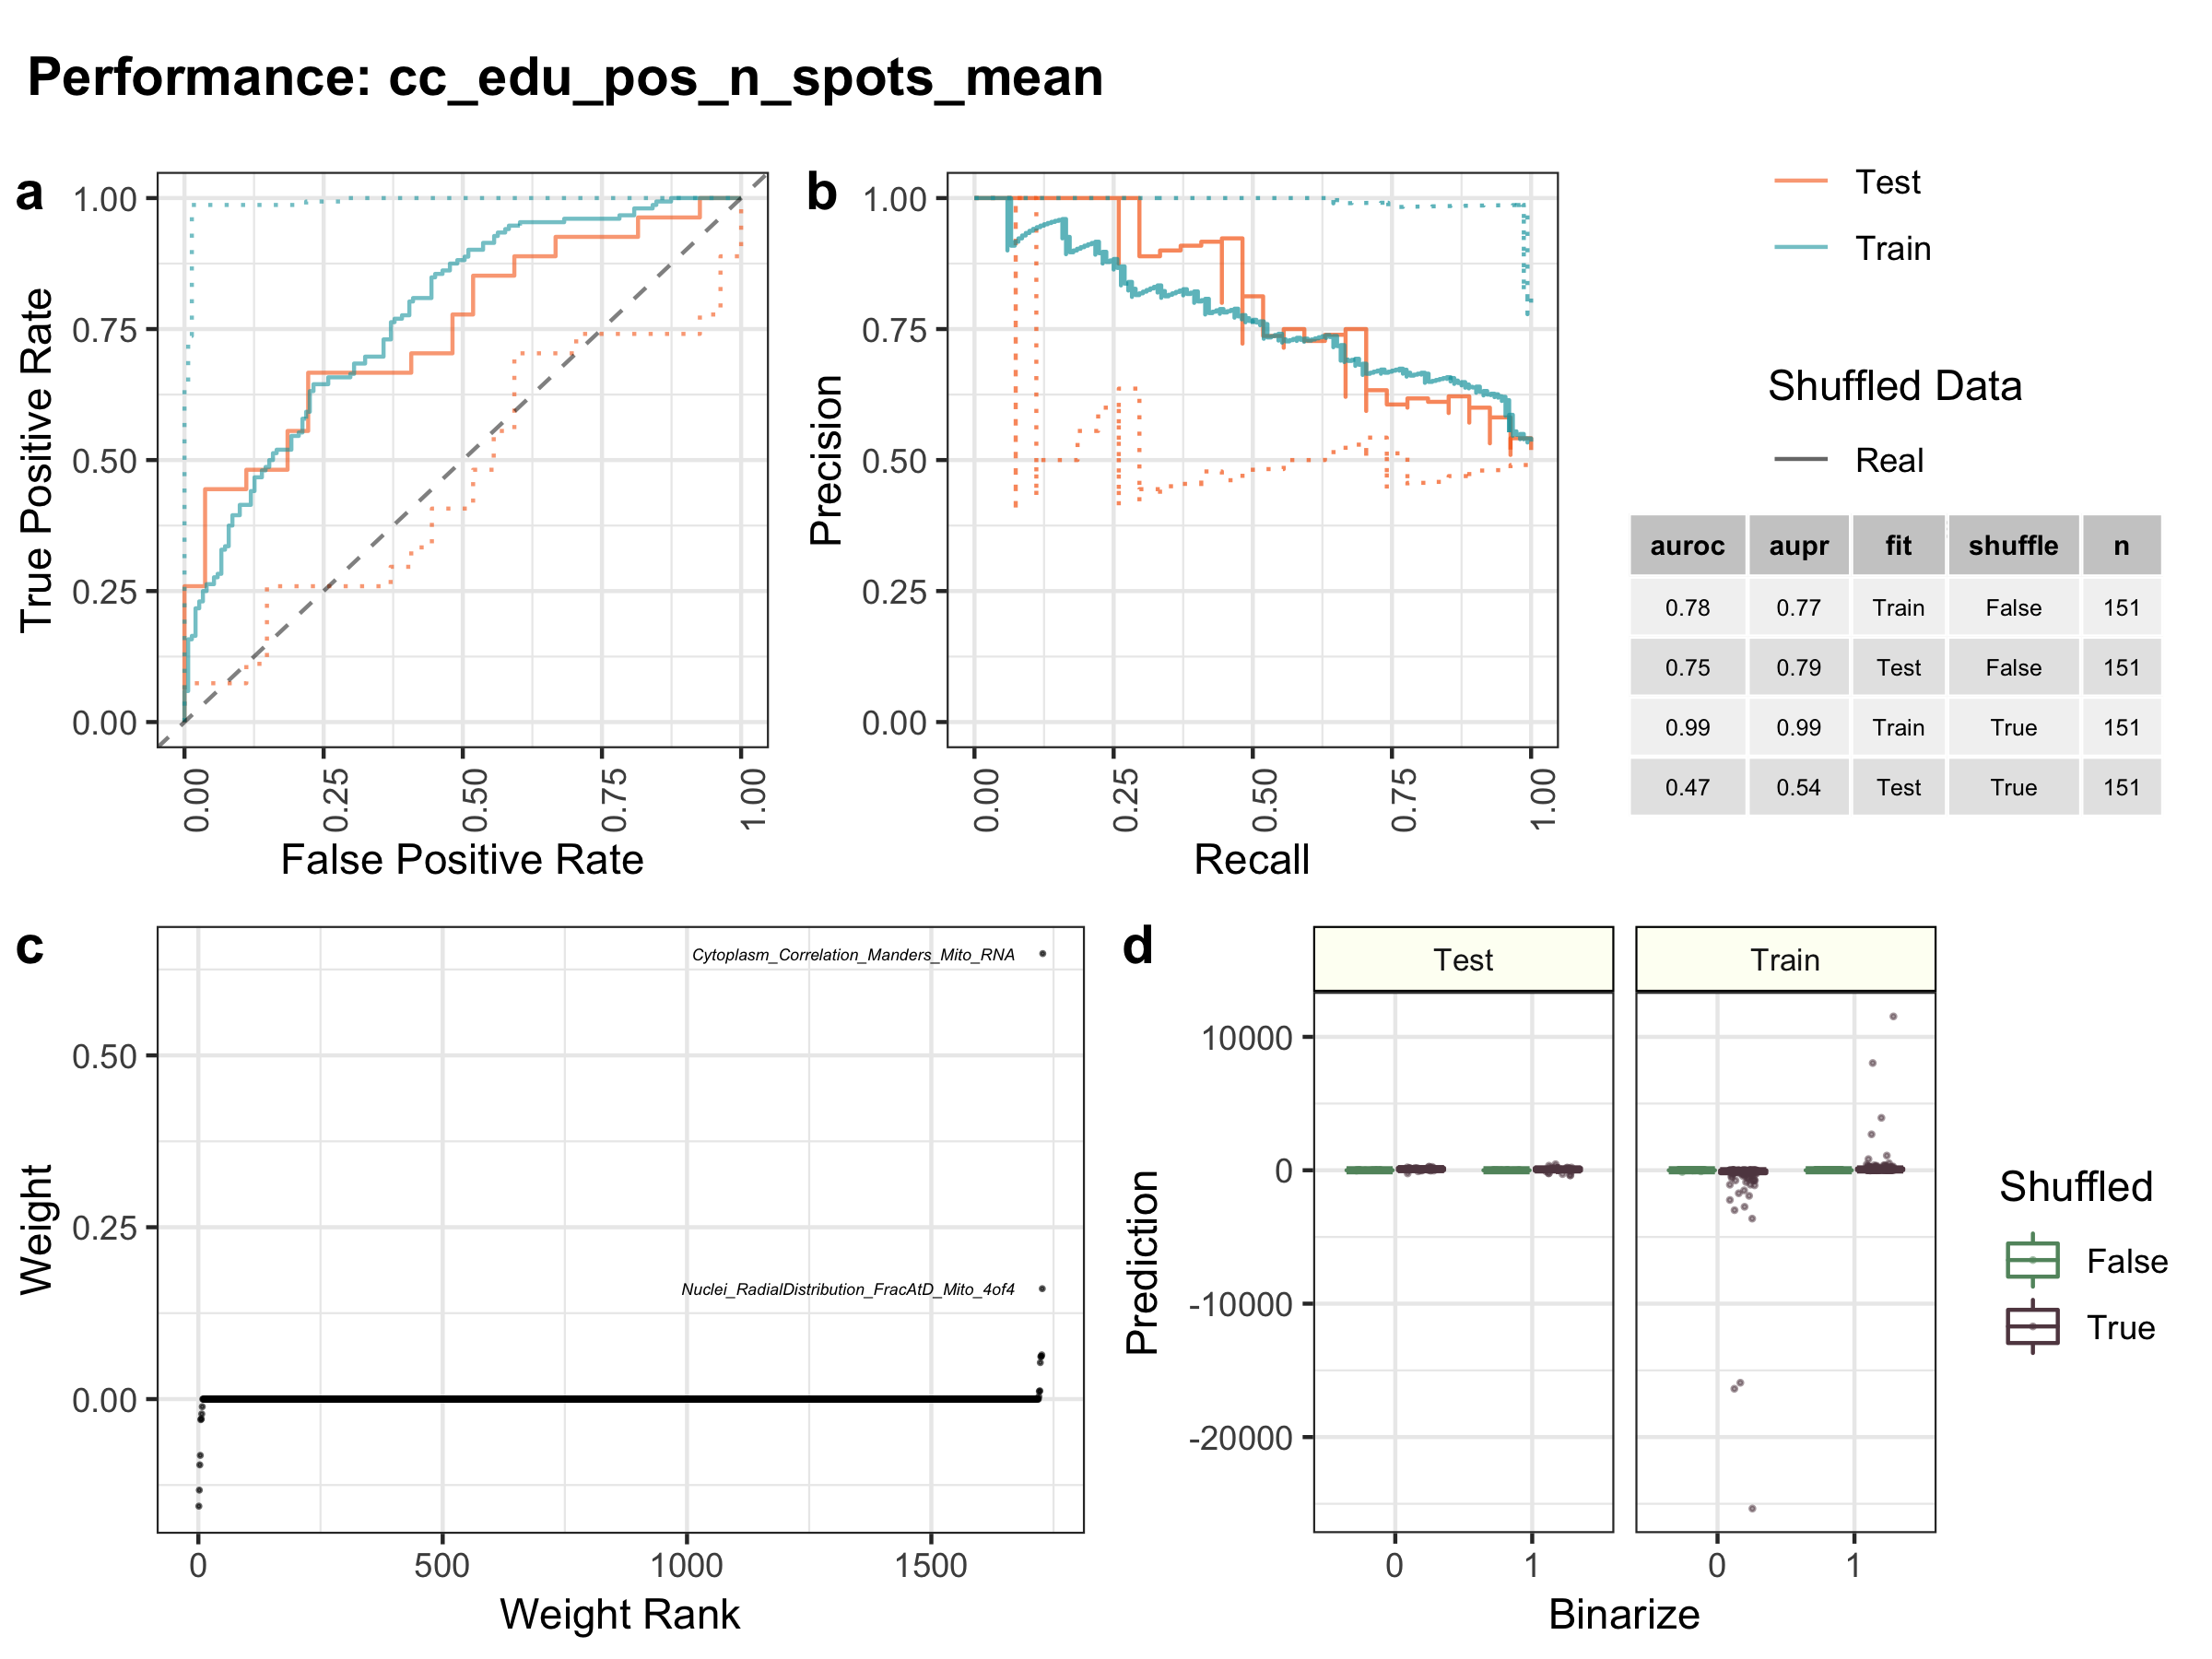 Performance: cc_edu_pos_n_spots_mean
a
1.00
0.75
0.50
0.25
0.00
True Positive Rate
0.00
0.25
0.50
0.75
1.00
False Positive Rate
b
1.00
0.75
0.50
0.25
0.00
Precision
0.00
0.25
0.50
0.75
1.00
Recall
Test
Train
Shuffled Data
Real
auroc aupr fit shuffle n
0.78 0.77 Train False 151
0.75 0.79 Test False 151
0.99 0.99 Train True 151
0.47 0.54 Test True 151
c
Cytoplasm_Correlation_Manders_Mito_RNA
Nuclei_RadialDistribution_FracAtD_Mito_4of4
0.50
0.25
0.00
Weight
0
500
1000
1500
Weight Rank
d
Test
Train
10000
0
-10000
-20000
Prediction
0
1
0
1
Binarize
Shuffled
False
True